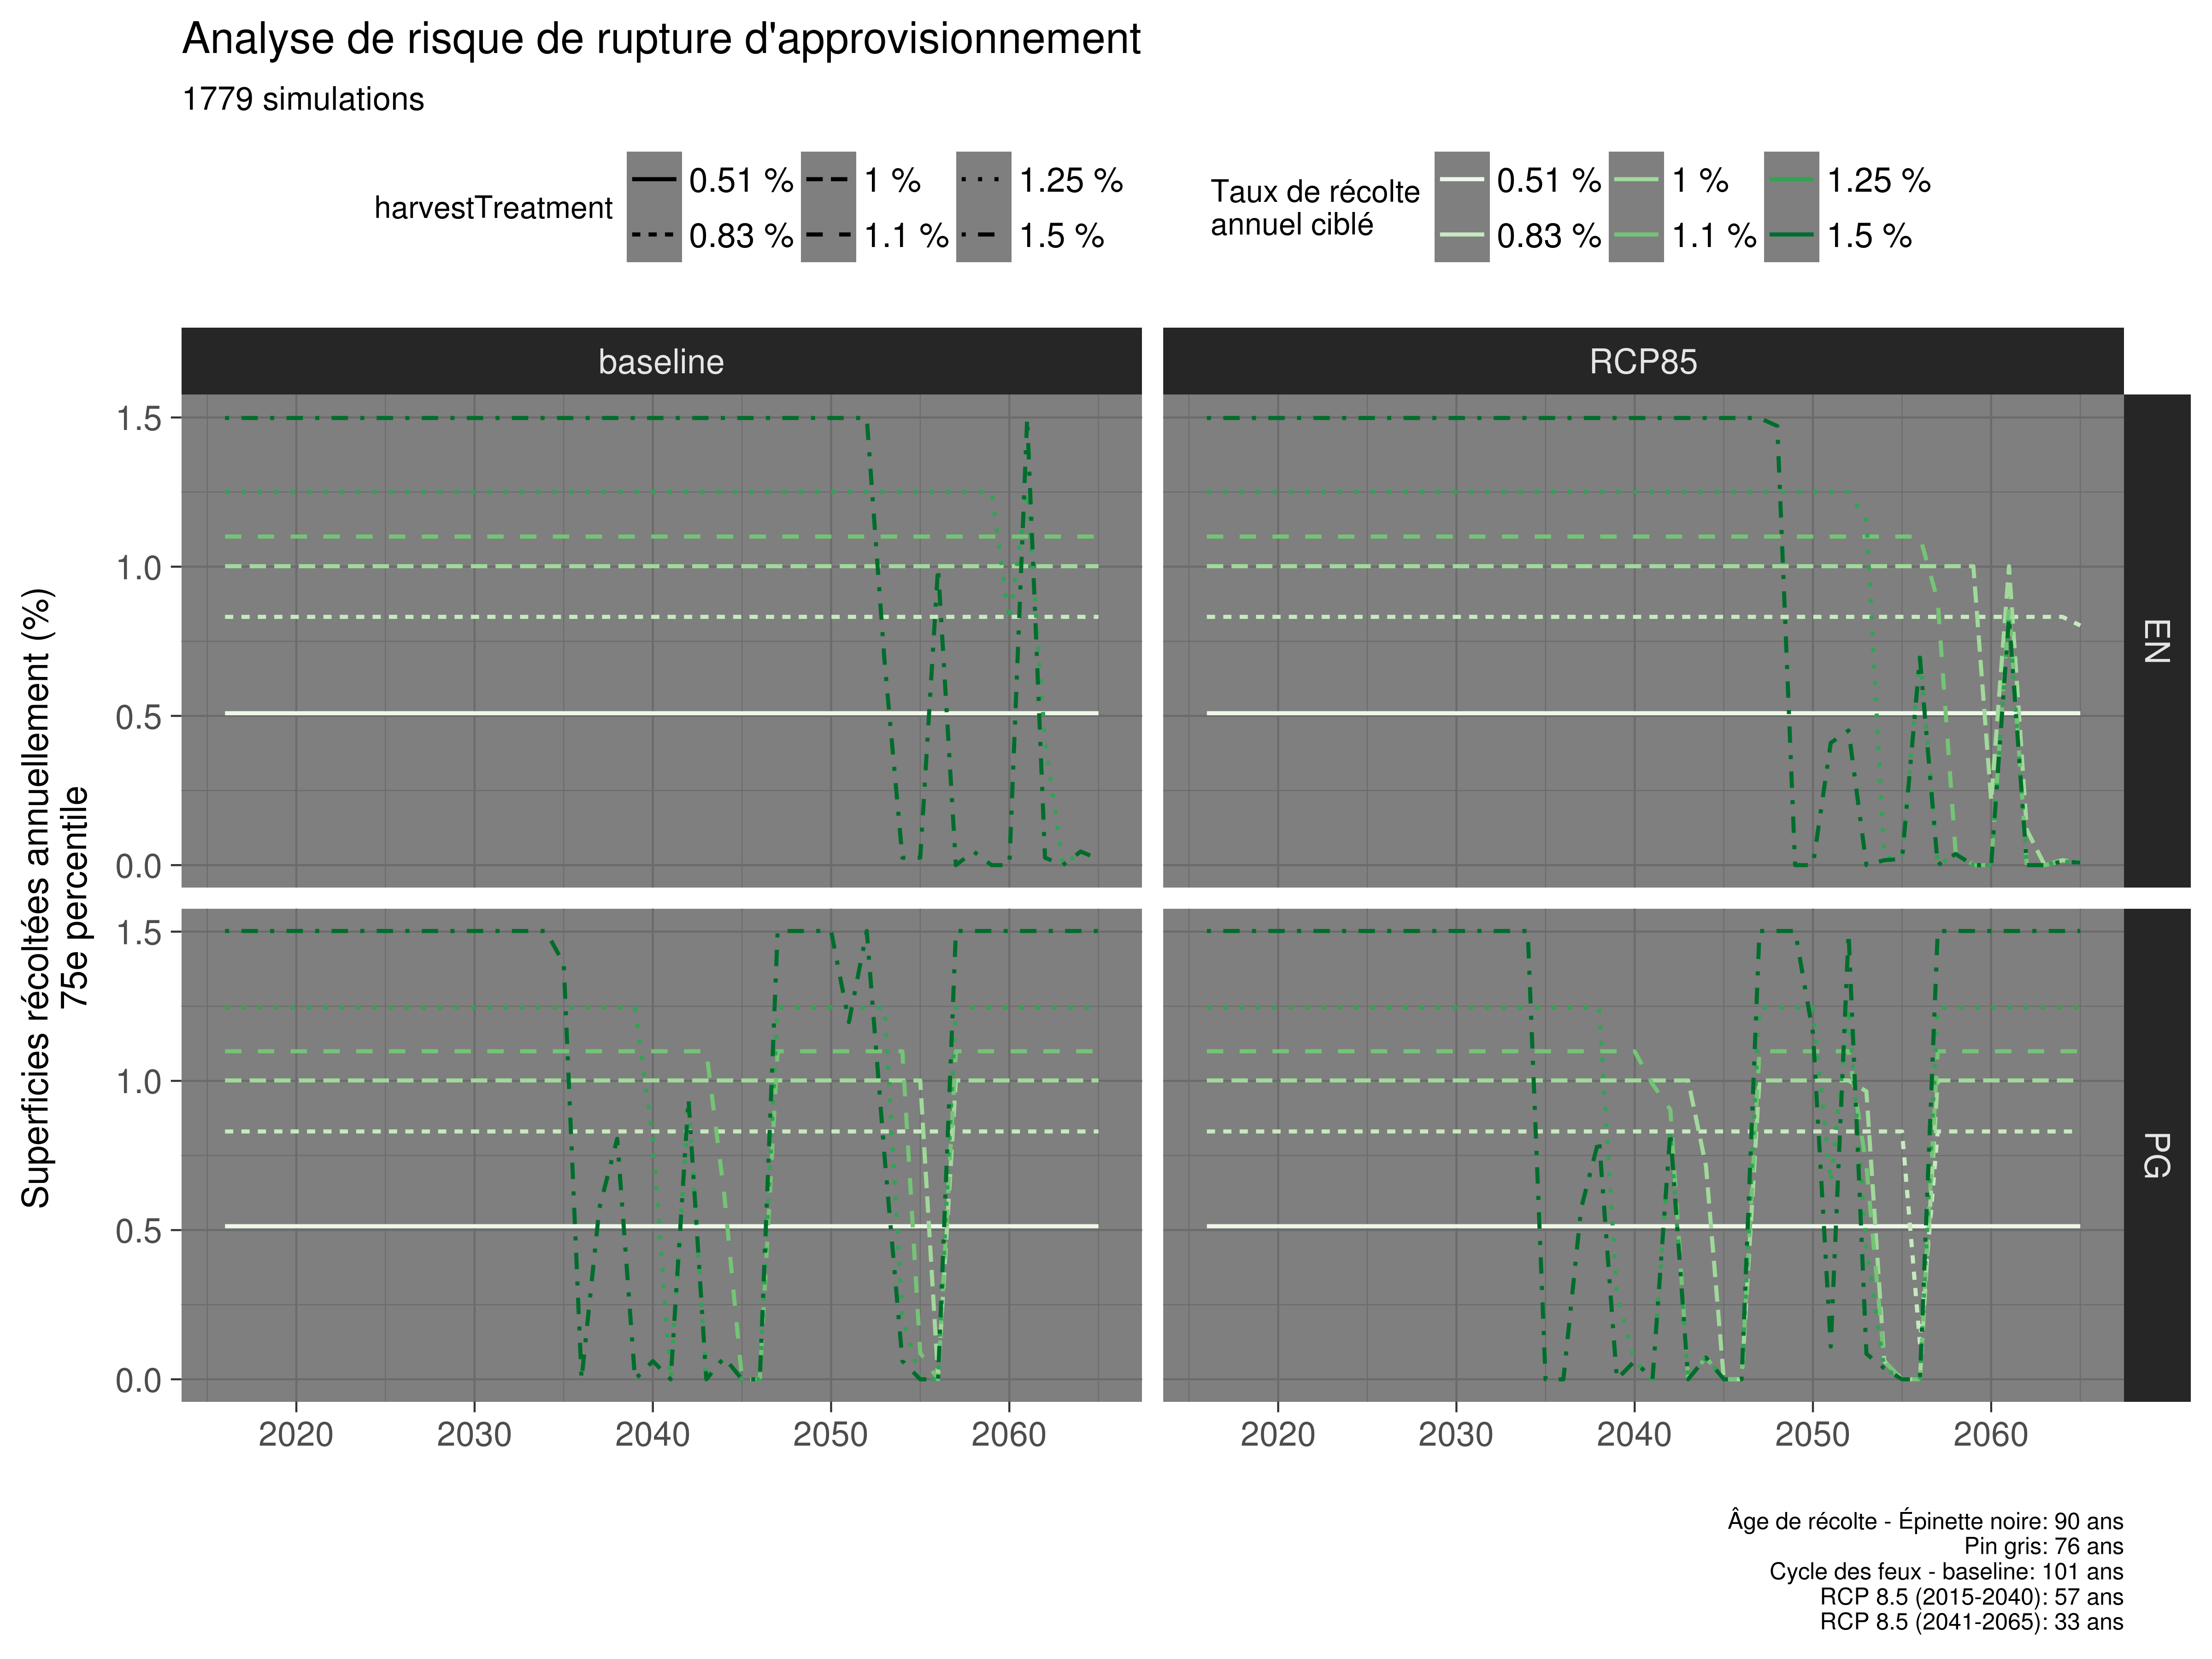 Analyse de risque de rupture d'approvisionnement
1779 simulations
harvestTreatment
0.51 %
1 %
1.25 %
0.83 %
1.1 %
1.5 %
Taux de récolte
annuel ciblé
0.51 %
1 %
1.25 %
0.83 %
1.1 %
1.5 %
baseline
RCP85
Superficies récoltées annuellement (%)
75e percentile
1.5
1.0
0.5
0.0
EN
1.5
1.0
0.5
0.0
PG
2020
2030
2040
2050
2060
2020
2030
2040
2050
2060
Âge de récolte - Épinette noire: 90 ans
Pin gris: 76 ans
Cycle des feux - baseline: 101 ans
RCP 8.5 (2015-2040): 57 ans
RCP 8.5 (2041-2065): 33 ans